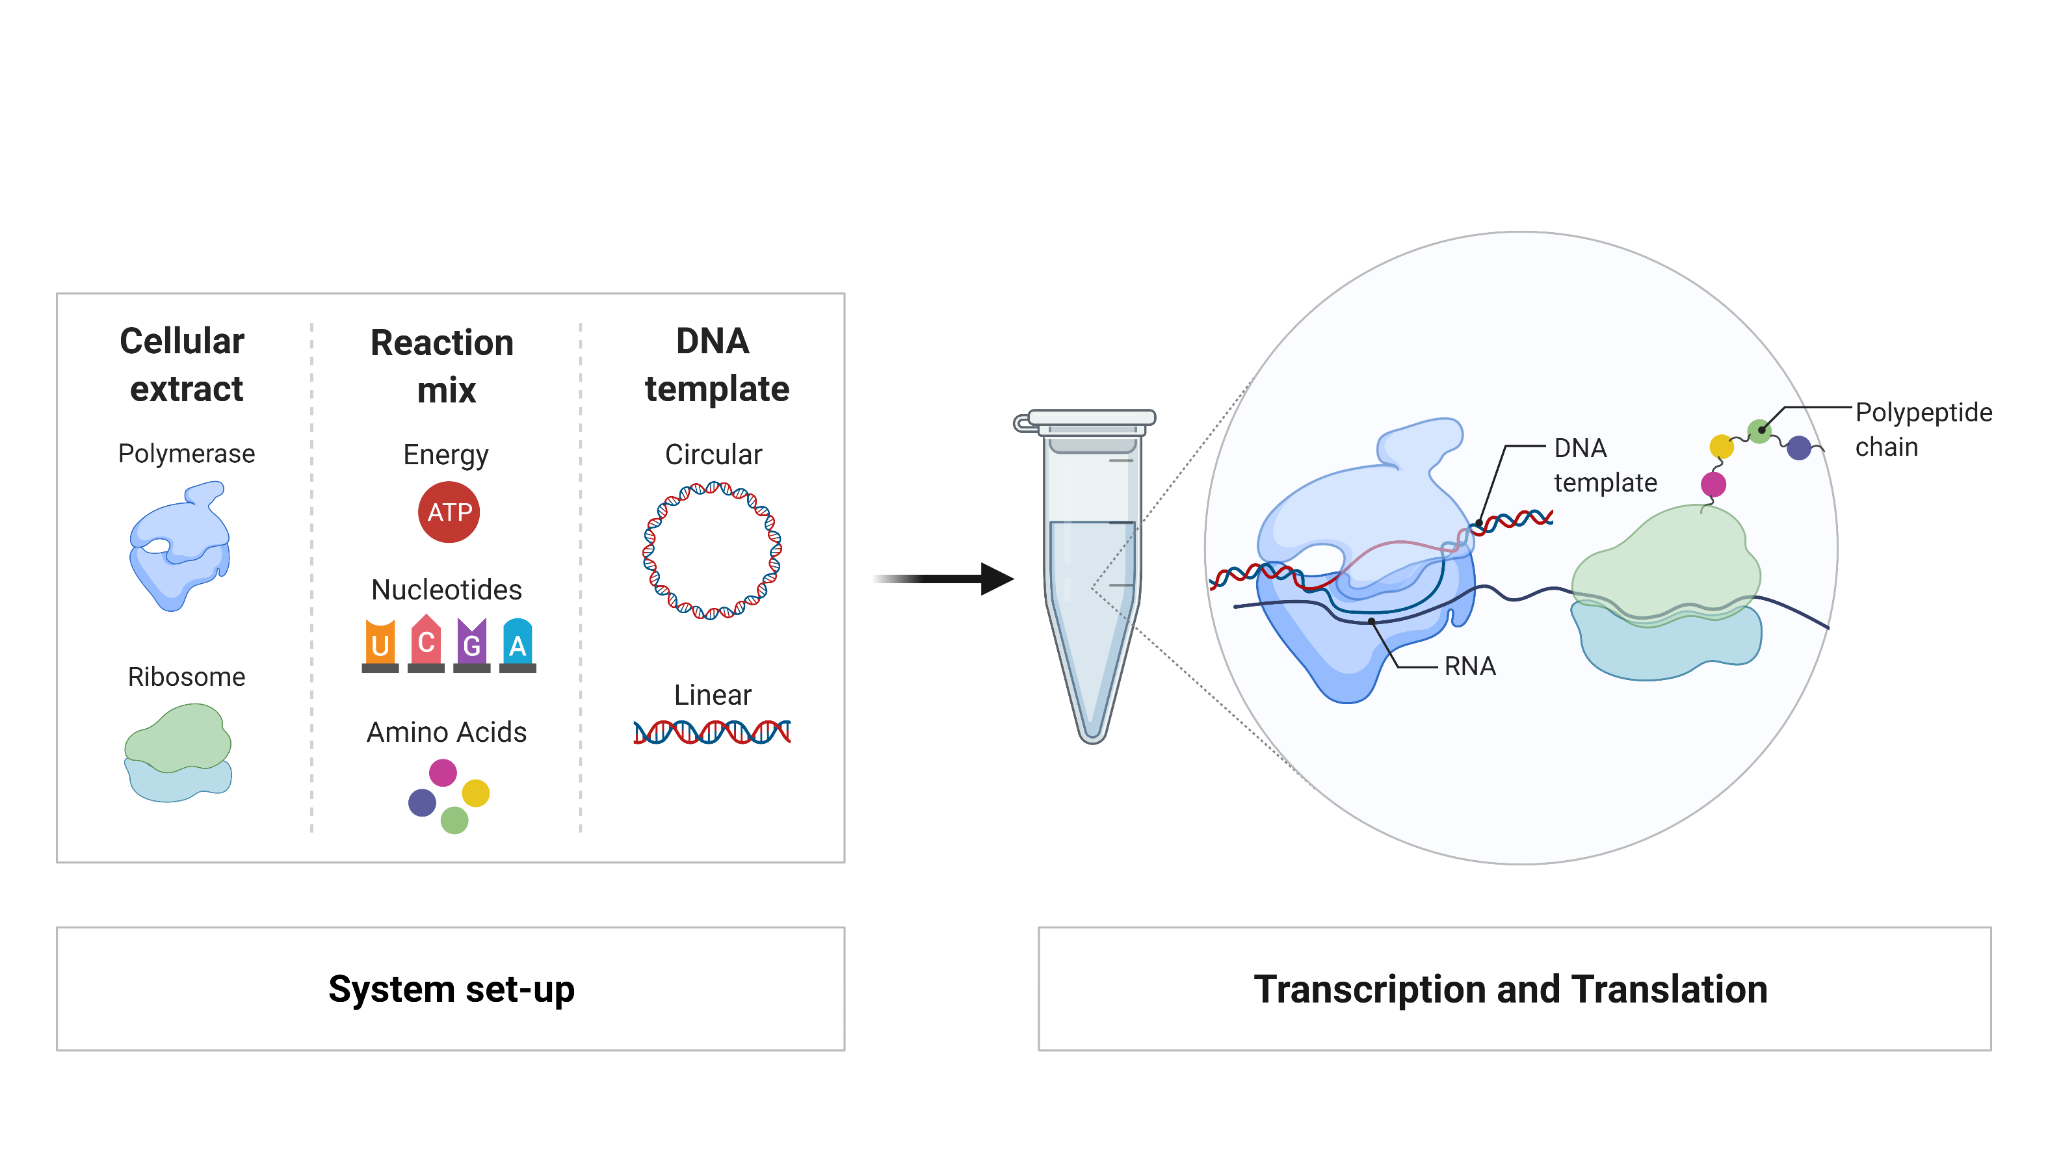 Cellular
extract
Polymerase
Ribosome
Reaction
mix
Energy
ATP
Nucleotides
U C G A
Amino Acids
DNA
template
Circular
Linear
DNA
template
RNA
Polypeptide
chain
System set-up
Transcription and Translation